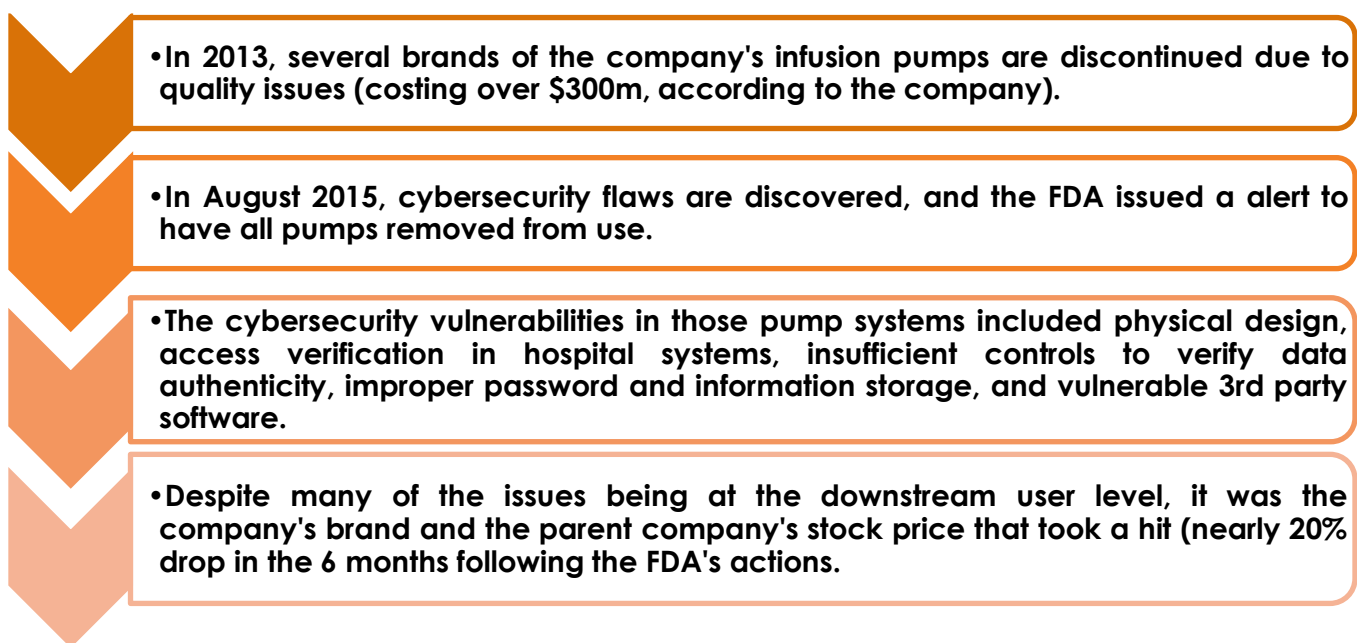 •In 2013, several brands of the company's infusion pumps are discontinued due to
quality issues (costing over $300m, according to the company).
•In August 2015, cybersecurity flaws are discovered, and the FDA issued a alert to
have all pumps removed from use.
•The cybersecurity vulnerabilities in those pump systems included physical design,
access verification in hospital systems, insufficient controls to verify data
authenticity, improper password and information storage, and vulnerable 3rd party
software.
•Despite many of the issues being at the downstream user level, it was the
company's brand and the parent company's stock price that took a hit (nearly 20%
drop in the 6 months following the FDA's actions.